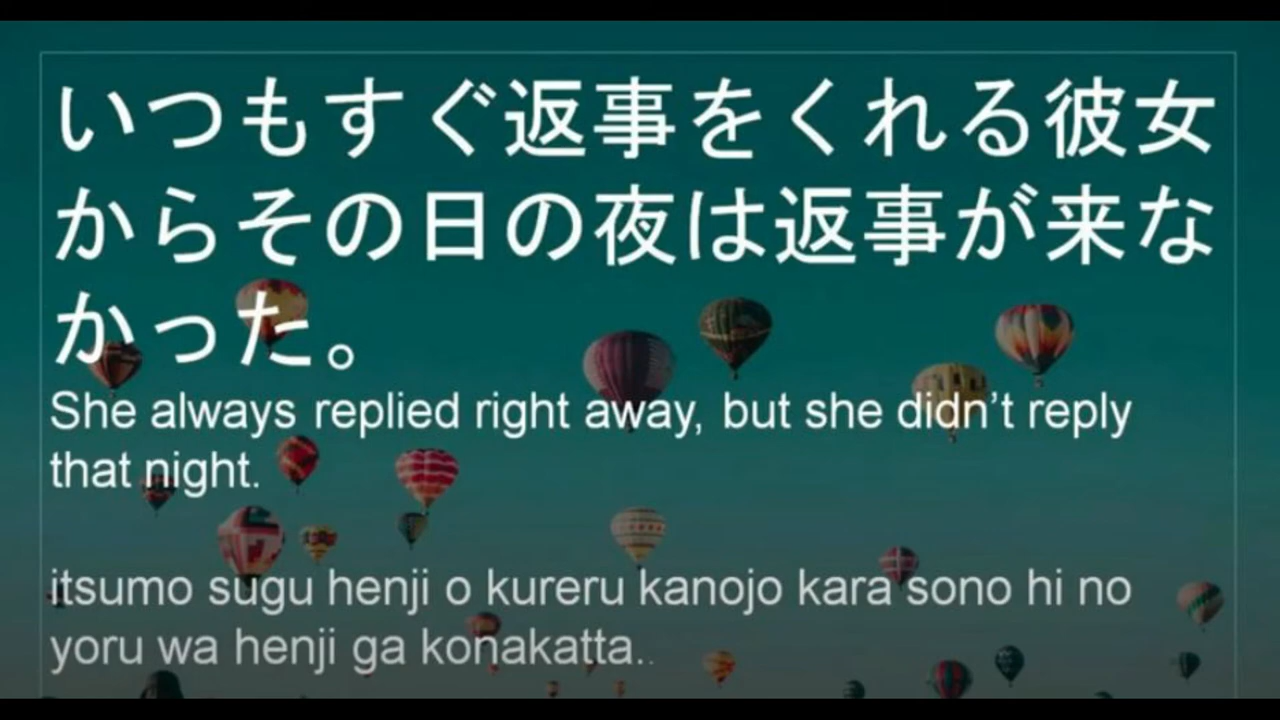 いつもすぐ返事をくれる彼女
からその日の夜は返事が来な
かった。
She always replied right away, but she didn’t reply
that night.
itsumo sugu henji o kureru kanojo kara sono hi no
yoru wa henji ga konakatta..